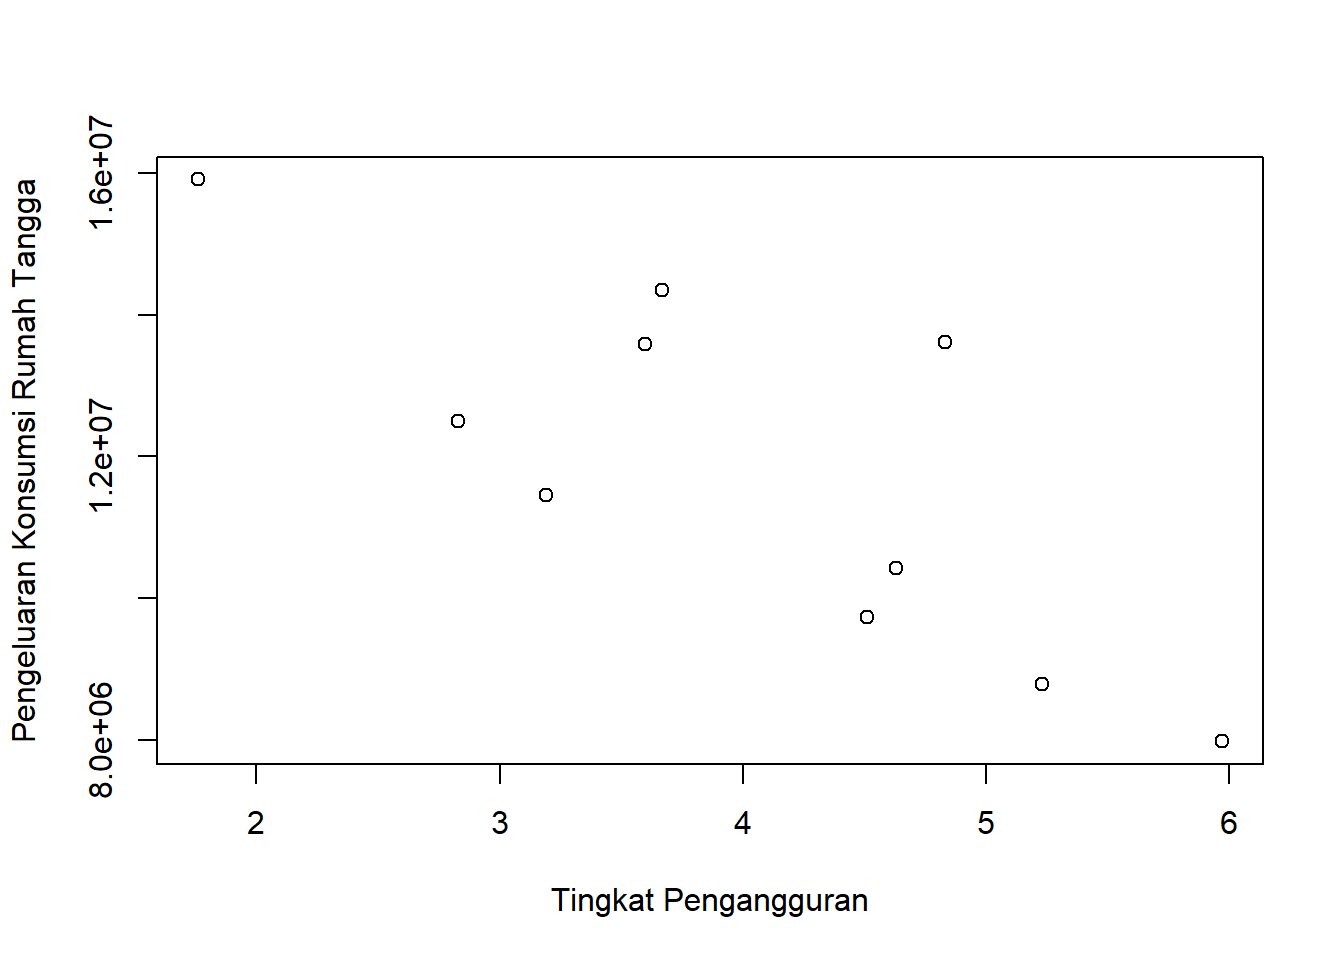 Pengeluaran Konsumsi Rumah Tangga
1.6e+07
1.2e+07
8.0e+06
2 3 4 5 6
Tingkat Pengangguran